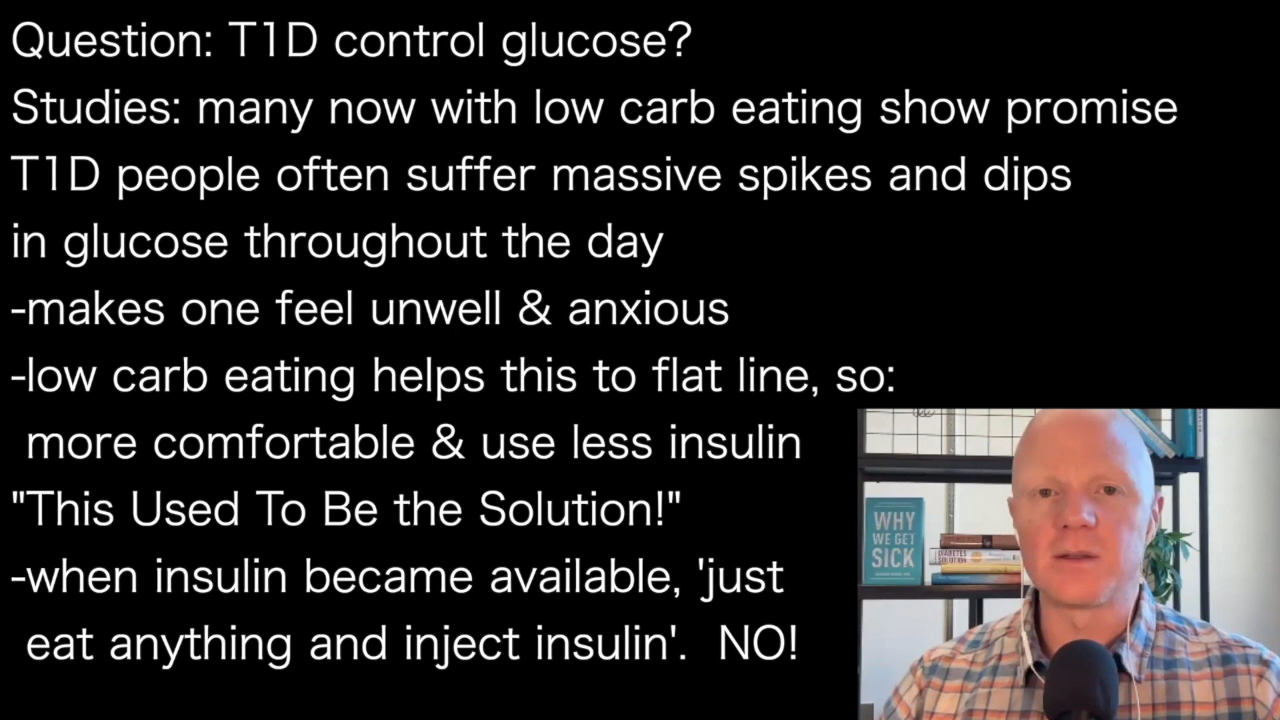 Question: T1D control glucose?
Studies: many now with low carb eating show promise
T1D people often suffer massive spikes and dips
in glucose throughout the day
-makes one feel unwell & anxious
-low carb eating helps this to flat line, so:
more comfortable & use less insulin
"This Used To Be the Solution!"
-when insulin became available, 'just
eat anything and inject insulin'.  NO!
WHY
WE GET
SICK
DIABETES
SOLUTION